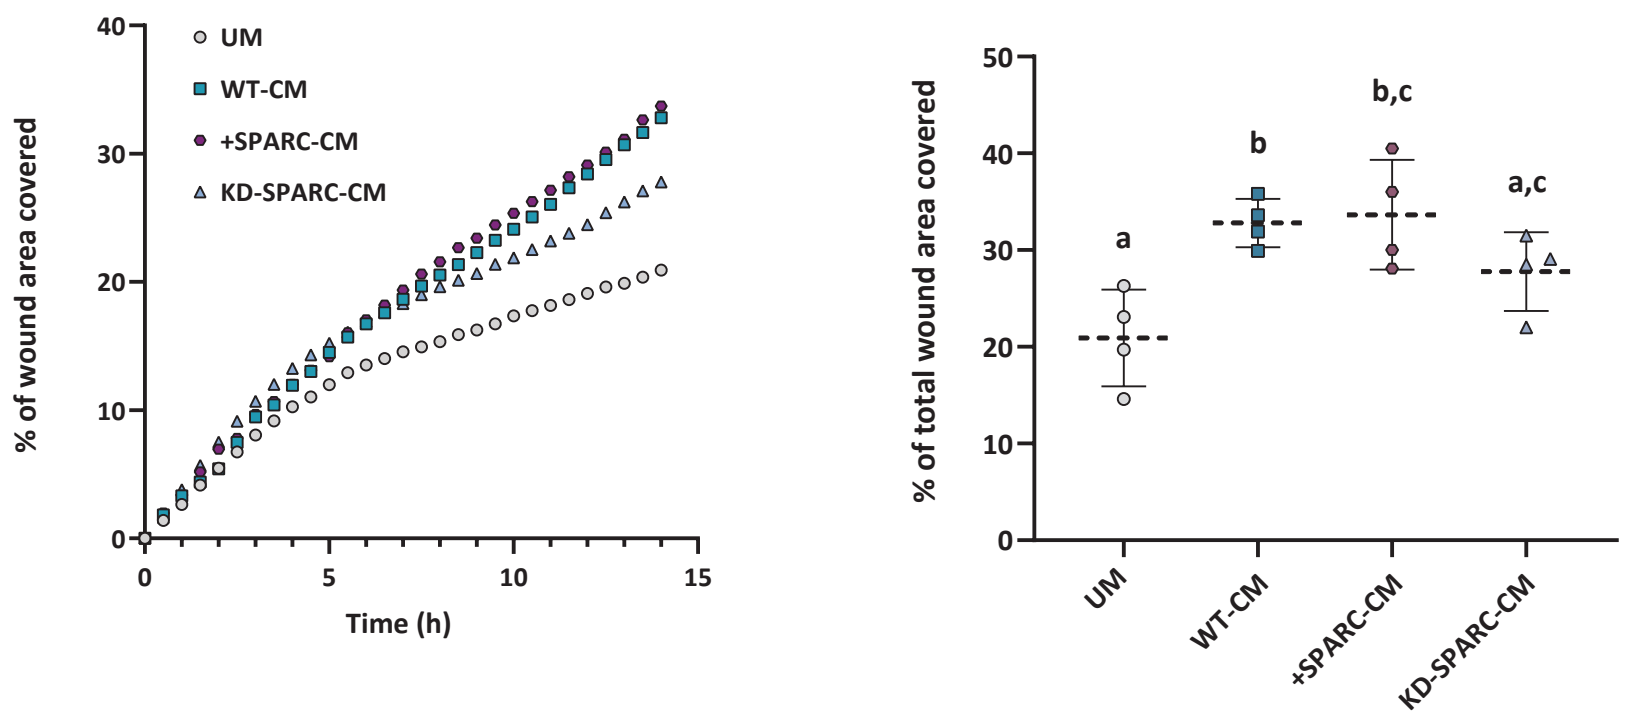 % of wound area covered
40
30
20
10
0
UM
WT-CM
+SPARC-CM
KD-SPARC-CM
0 5 10 15
Time (h)
% of total wound area covered
50
40
30
20
10
0
a
b
b,c
a,c
UM
WT-CM
+SPARC-CM
KD-SPARC-CM